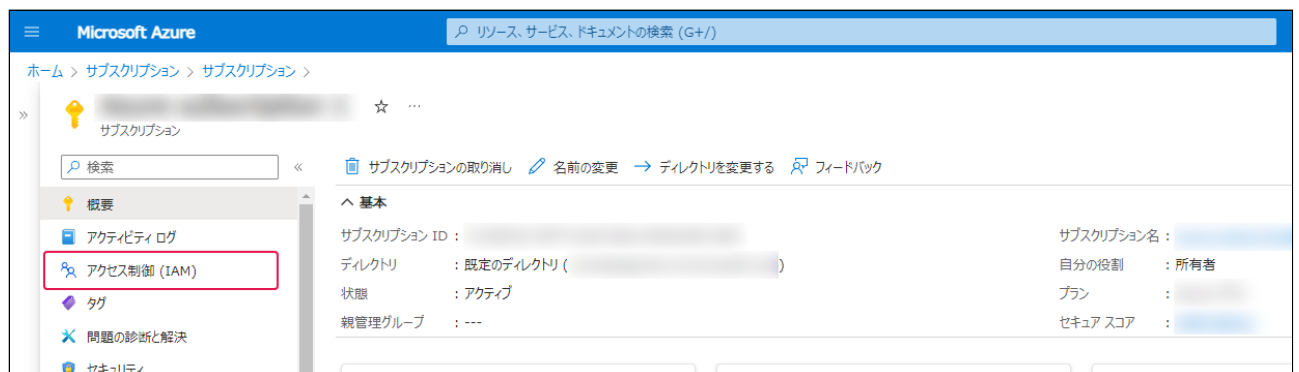 Microsoft Azure
リソース、サービス、ドキュメントの検索 (G+/)
ホーム > サブスクリプション > サブスクリプション >
サブスクリプション
検索
サブスクリプションの取り消し 名前の変更 ディレクトリを変更する フィードバック
概要
アクティビティ ログ
アクセス制御 (IAM)
タグ
問題の診断と解決
セキュリティ
基本
サブスクリプション ID :
ディレクトリ : 既定のディレクトリ ( )
状態 : アクティブ
親管理グループ : ---
サブスクリプション名 :
自分の役割 : 所有者
プラン :
セキュア スコア :